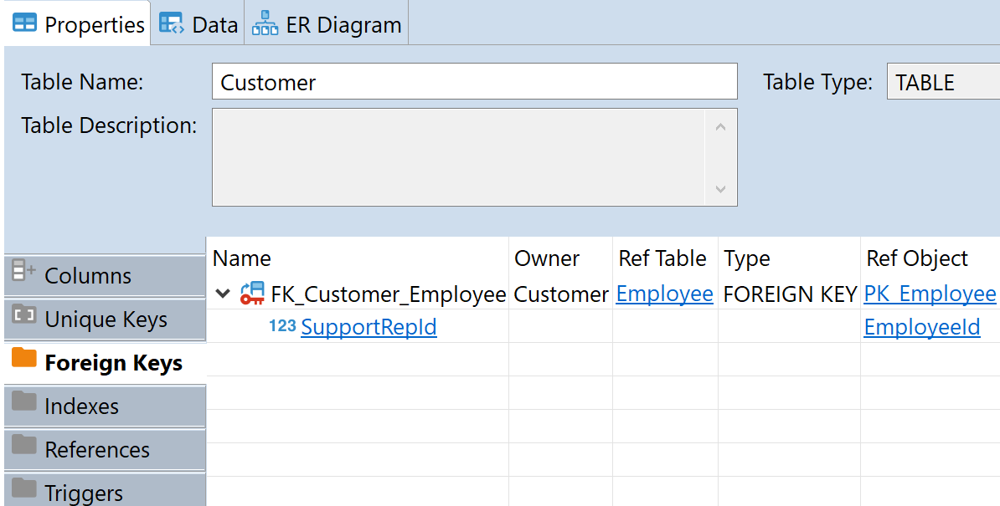 Properties Data ER Diagram
Table Name: Customer Table Type: TABLE
Table Description:
Name Owner Ref Table Type Ref Object
Columns
FK_Customer_Employee Customer Employee FOREIGN KEY PK_Employee
Unique Keys
123 SupportRepId EmployeeId
Foreign Keys
Indexes
References
Triggers